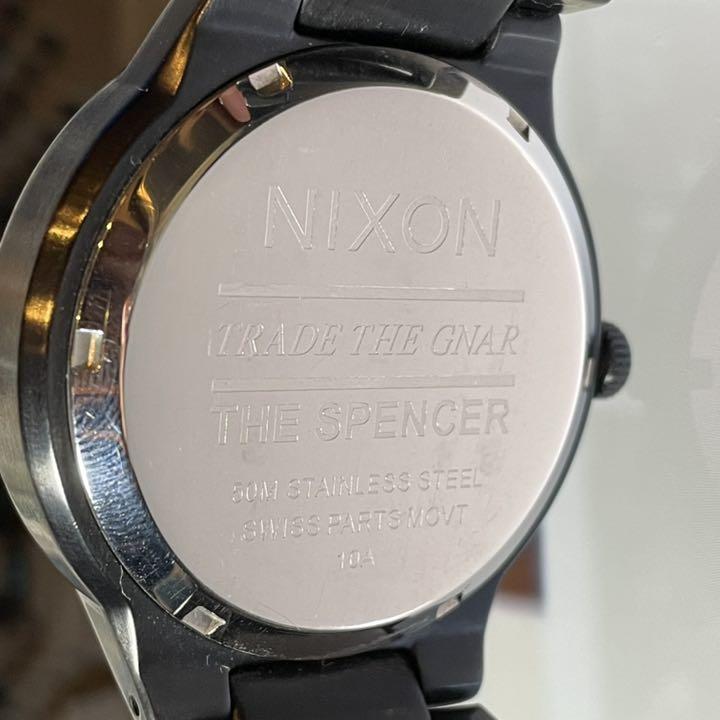 NIXON
TRADE THE GNAR
THE SPENCER
50M STAINLESS STEEL
SWISS PARTS MOVT
10A